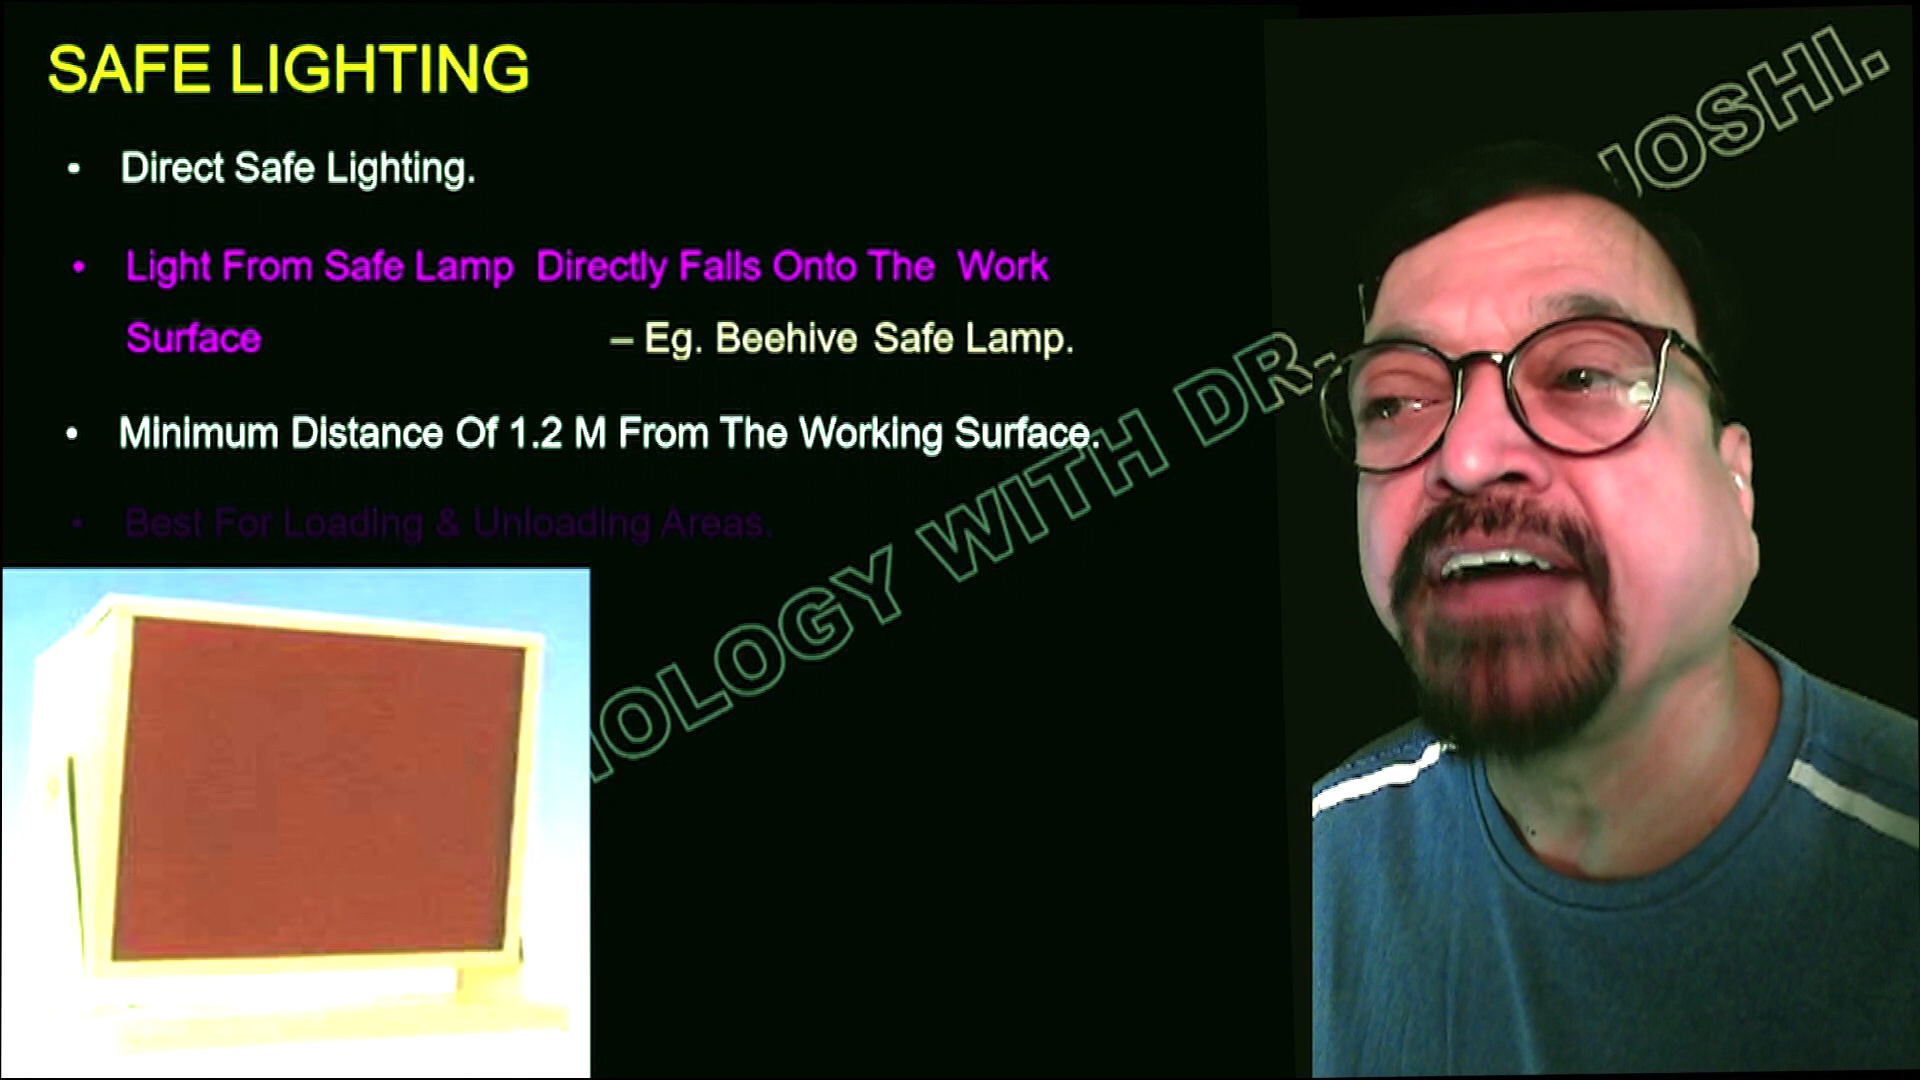 SAFE LIGHTING
• Direct Safe Lighting.
• Light From Safe Lamp Directly Falls Onto The Work
Surface – Eg. Beehive Safe Lamp.
• Minimum Distance Of 1.2 M From The Working Surface.
• Best For Loading & Unloading Areas.
WITH DR. JOSHI.